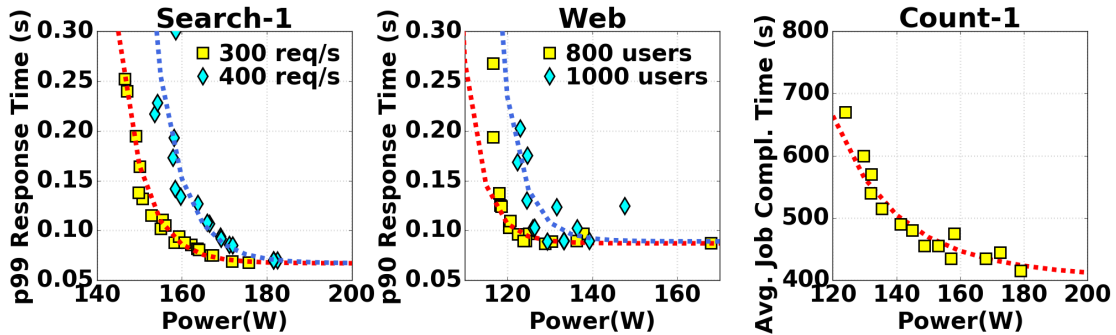 Search-1
p99 Response Time (s)
0.30
0.25
0.20
0.15
0.10
0.05
300 req/s
400 req/s
140 160 180 200
Power(W)
Web
p90 Response Time (s)
0.30
0.25
0.20
0.15
0.10
0.05
800 users
1000 users
120 140 160
Power(W)
Count-1
Avg. Job Compl. Time (s)
800
700
600
500
400
120 140 160 180 200
Power(W)